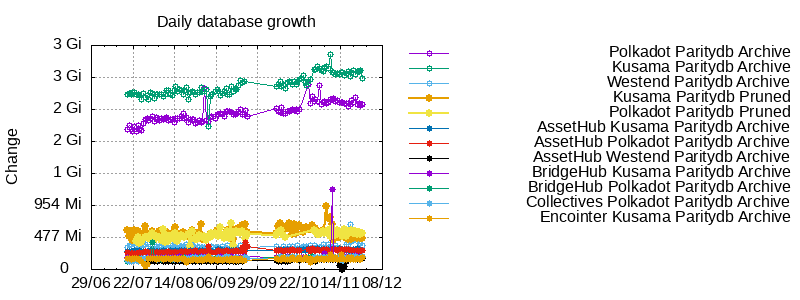 Daily database growth
Change
3 Gi
3 Gi
2 Gi
2 Gi
1 Gi
954 Mi
477 Mi
0
29/06 22/07 14/08 06/09 29/09 22/10 14/11 08/12
Polkadot Paritydb Archive
Kusama Paritydb Archive
Westend Paritydb Archive
Kusama Paritydb Pruned
Polkadot Paritydb Pruned
AssetHub Kusama Paritydb Archive
AssetHub Polkadot Paritydb Archive
AssetHub Westend Paritydb Archive
BridgeHub Kusama Paritydb Archive
BridgeHub Polkadot Paritydb Archive
Collectives Polkadot Paritydb Archive
Encointer Kusama Paritydb Archive